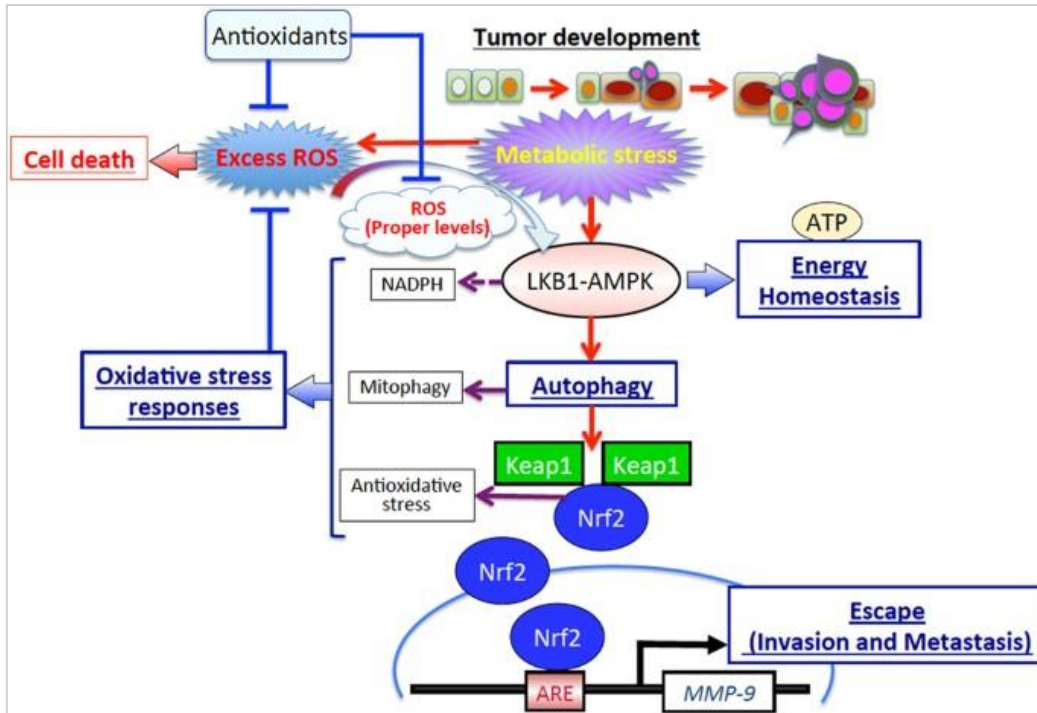 Antioxidants
Tumor development
Cell death
Excess ROS
Metabolic stress
ROS
(Proper levels)
ATP
NADPH
LKB1-AMPK
Energy
Homeostasis
Oxidative stress
responses
Mitophagy
Autophagy
Keap1
Keap1
Antioxidative
stress
Nrf2
Nrf2
Nrf2
Escape
(Invasion and Metastasis)
ARE
MMP-9